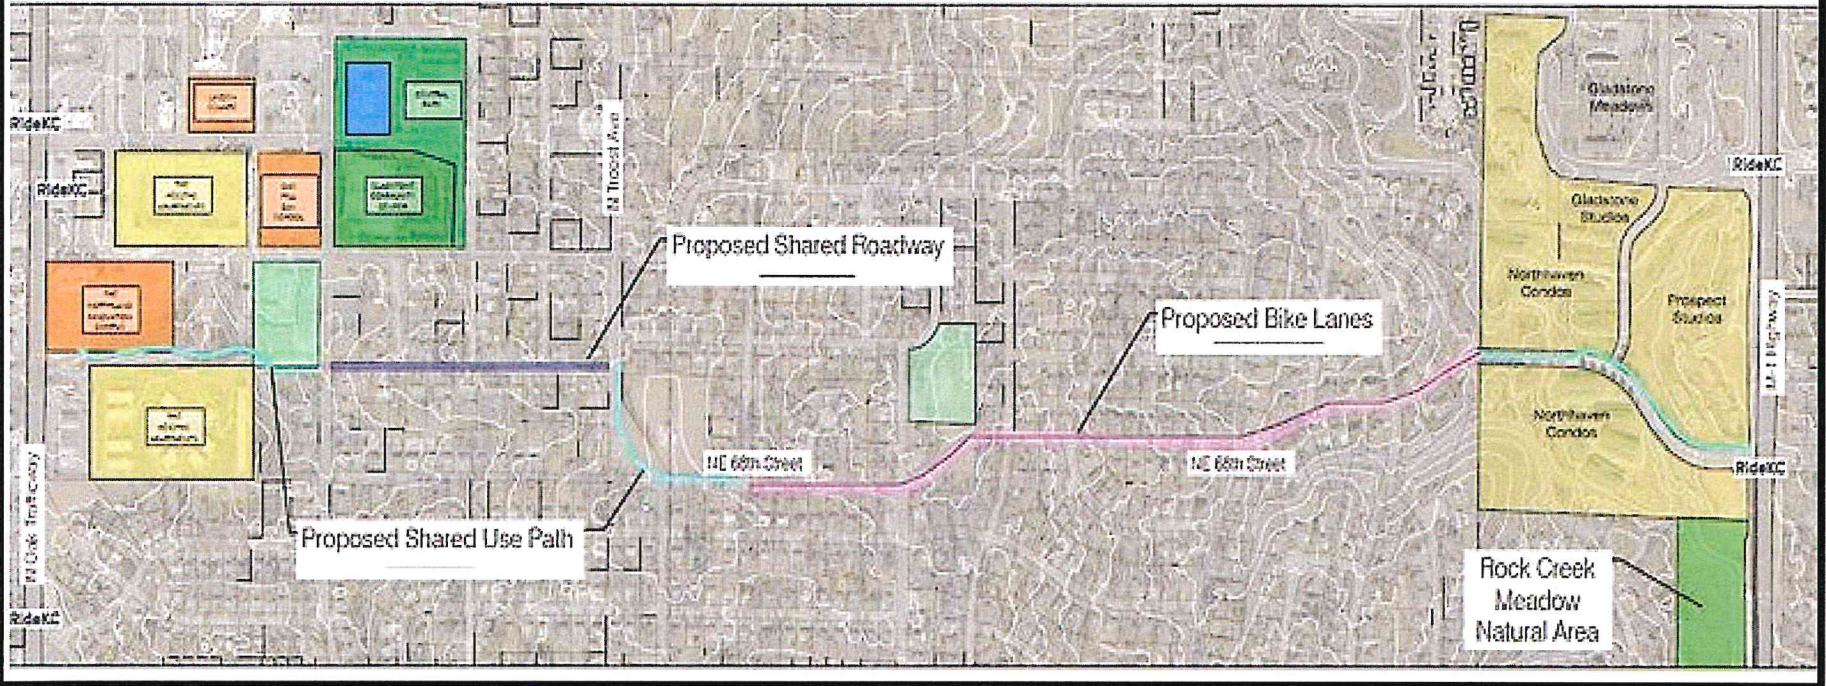 RideKC
RideKC
N Troost Ave
Gladstone
Meadows
RideKC
Gladstone
Studios
Proposed Shared Roadway
Northhaven
Condos
Prospect
Studios
Proposed Bike Lanes
M-1 Highway
Northhaven
Condos
NE 68th Street
NE 68th Street
RideKC
N Oak Trafficway
Proposed Shared Use Path
Rock Creek
Meadow
Natural Area
RideKC